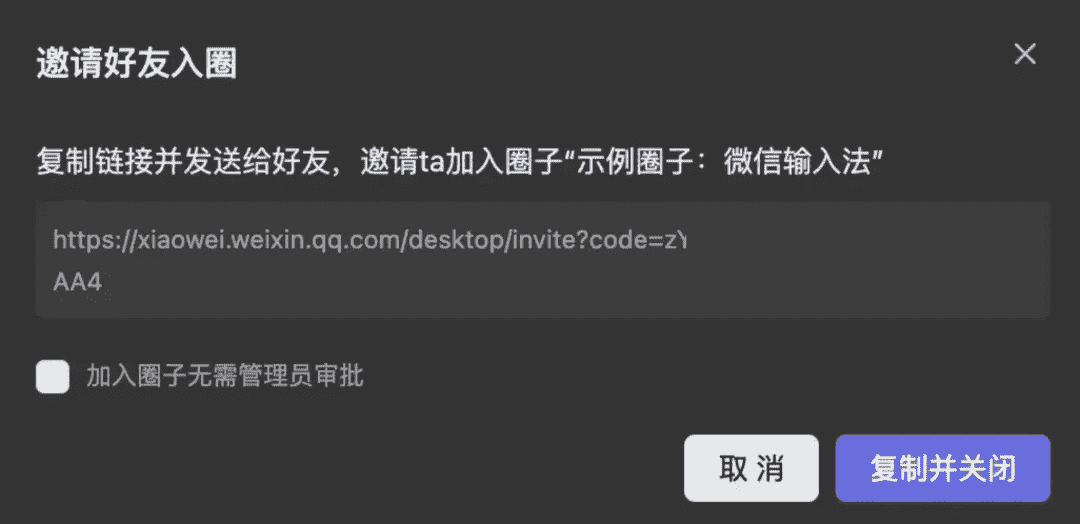 邀请好友入圈
复制链接并发送给好友，邀请ta加入圈子“示例圈子：微信输入法”
https://xiaowei.weixin.qq.com/desktop/invite?code=zY
AA4
加入圈子无需管理员审批
取 消
复制并关闭